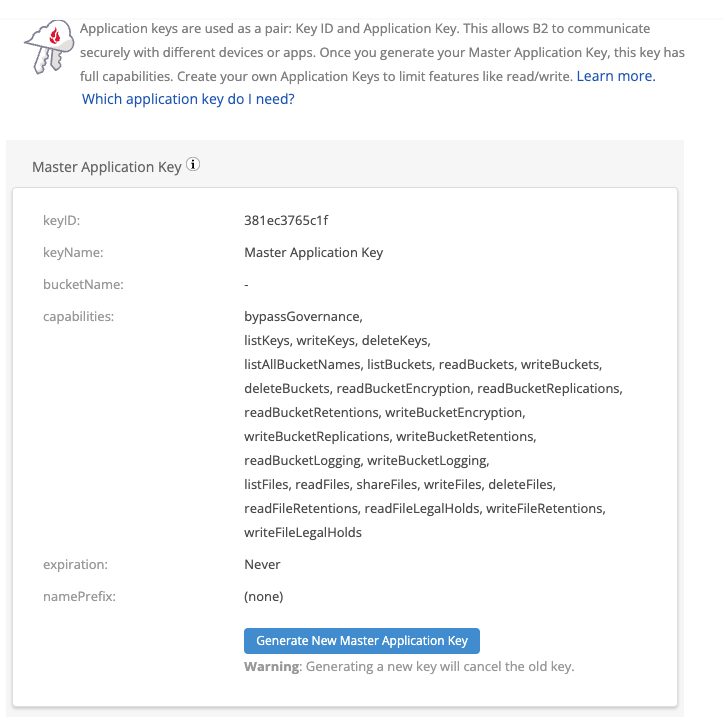 Application keys are used as a pair: Key ID and Application Key. This allows B2 to communicate
securely with different devices or apps. Once you generate your Master Application Key, this key has
full capabilities. Create your own Application Keys to limit features like read/write. Learn more.
Which application key do I need?
Master Application Key
keyID: 381ec3765c1f
keyName: Master Application Key
bucketName: -
capabilities: bypassGovernance,
listKeys, writeKeys, deleteKeys,
listAllBucketNames, listBuckets, readBuckets, writeBuckets,
deleteBuckets, readBucketEncryption, readBucketReplications,
readBucketRetentions, writeBucketEncryption,
writeBucketReplications, writeBucketRetentions,
readBucketLogging, writeBucketLogging,
listFiles, readFiles, shareFiles, writeFiles, deleteFiles,
readFileRetentions, readFileLegalHolds, writeFileRetentions,
writeFileLegalHolds
expiration: Never
namePrefix: (none)
Generate New Master Application Key
Warning: Generating a new key will cancel the old key.